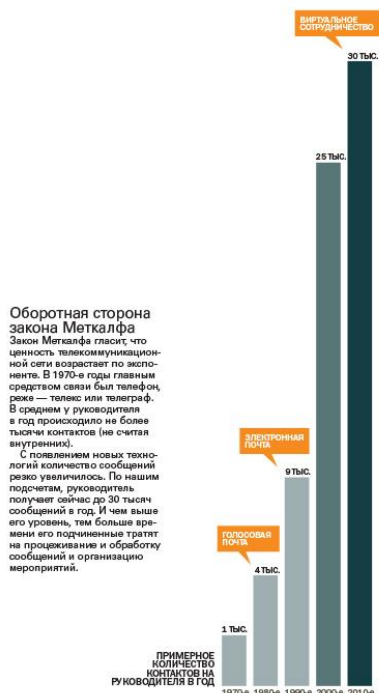 ВИРТУАЛЬНОЕ
СОТРУДНИЧЕСТВО
30 ТЫС.
25 ТЫС.
Оборотная сторона
закона Меткалфа
Закон Меткалфа гласит, что
ценность телекоммуникацион-
ной сети возрастает по экспо-
ненте. В 1970-е годы главным
средством связи был телефон,
реже — телекс или телеграф.
В среднем у руководителя
в год происходило не более
тысячи контактов (не считая
внутренних).
С появлением новых техно-
логий количество сообщений
резко увеличилось. По нашим
подсчетам, руководитель
получает сейчас до 30 тысяч
сообщений в год. И чем выше
его уровень, тем больше вре-
мени его подчиненные тратят
на процеживание и обработку
сообщений и организацию
мероприятий.
ЭЛЕКТРОННАЯ
ПОЧТА
9 ТЫС.
ГОЛОСОВАЯ
ПОЧТА
4 ТЫС.
1 ТЫС.
ПРИМЕРНОЕ
КОЛИЧЕСТВО
КОНТАКТОВ НА
РУКОВОДИТЕЛЯ В ГОД
1970-е 1980-е 1990-е 2000-е 2010-е